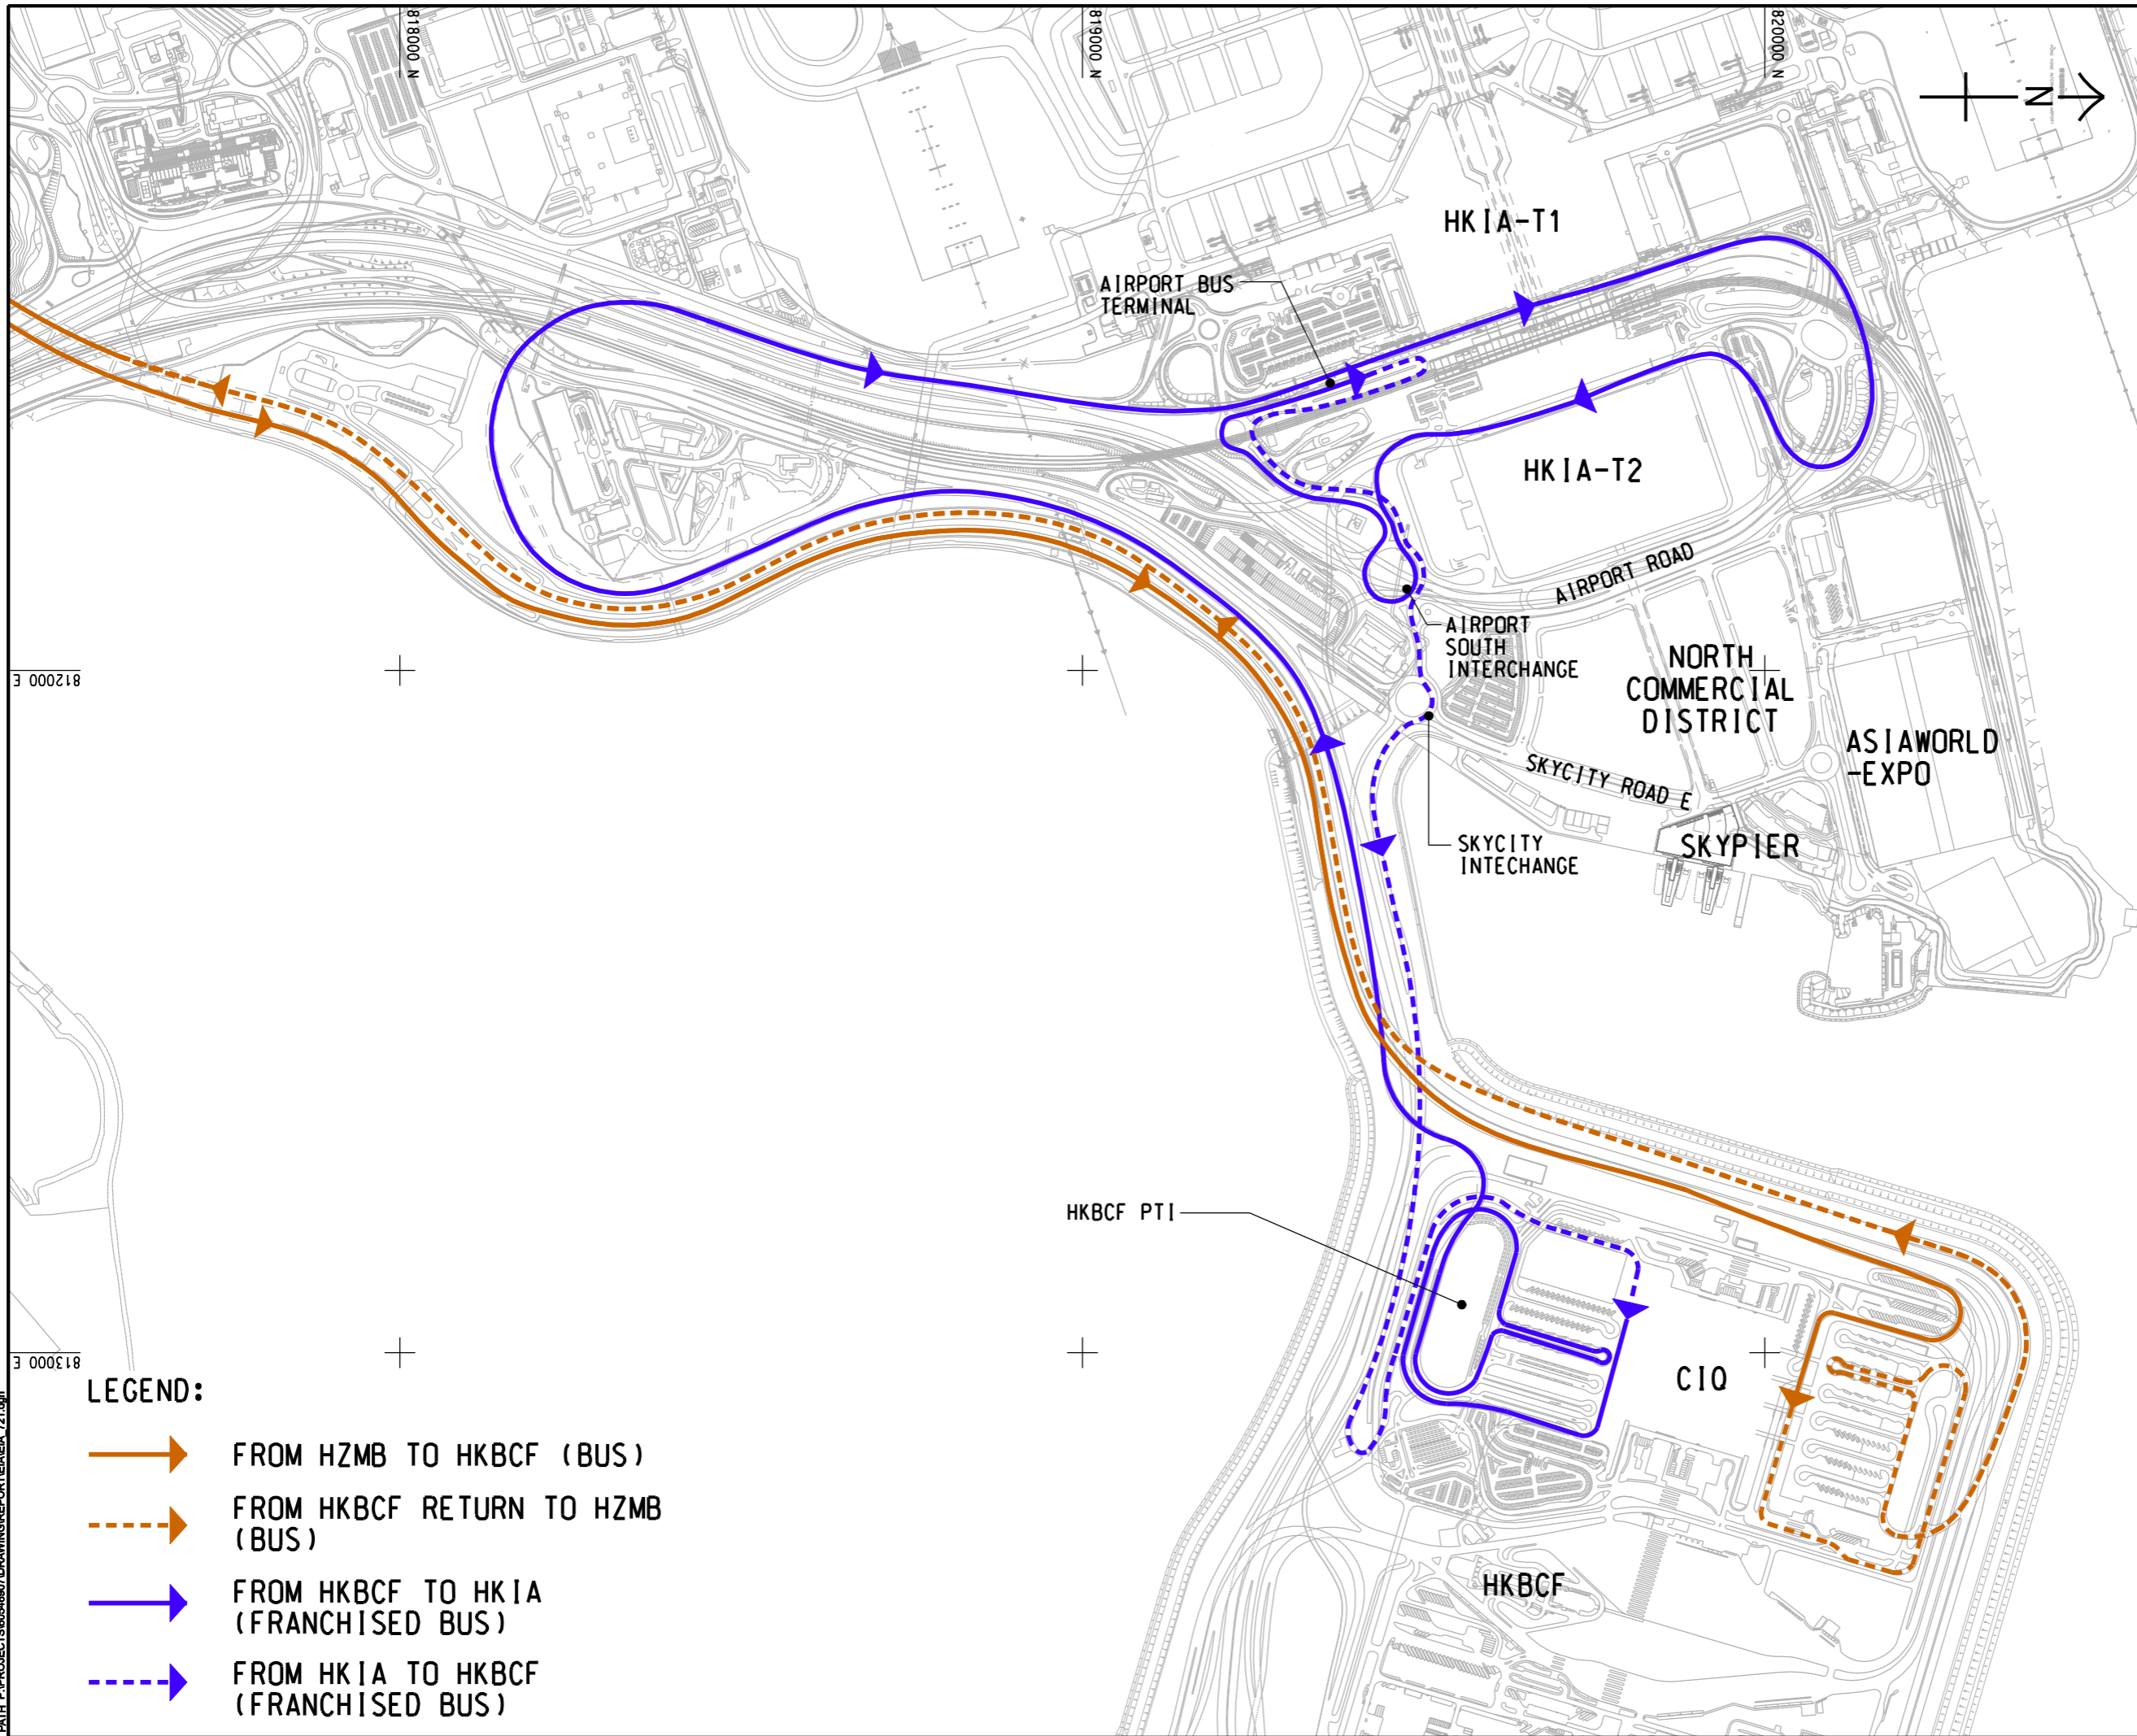 818000 N
819000 N
820000 N
N
HKIA-T1
AIRPORT BUS
TERMINAL
HKIA-T2
AIRPORT ROAD
AIRPORT
SOUTH
INTERCHANGE
NORTH
COMMERCIAL
DISTRICT
812000 E
ASIAWORLD
-EXPO
SKYCITY ROAD E
SKYPIER
SKYCITY
INTECHANGE
HKBCF PTI
813000 E
CIQ
HKBCF
LEGEND:
FROM HZMB TO HKBCF (BUS)
FROM HKBCF RETURN TO HZMB
(BUS)
FROM HKBCF TO HKIA
(FRANCHISED BUS)
FROM HKIA TO HKBCF
(FRANCHISED BUS)